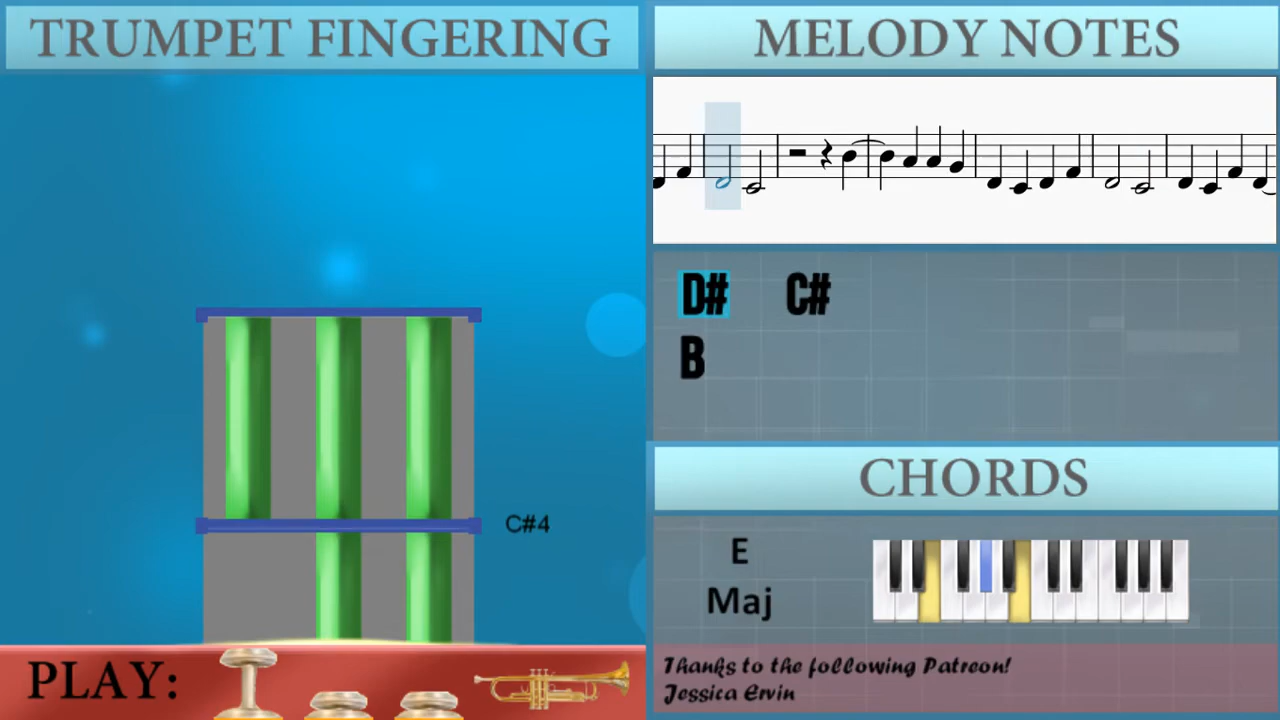 TRUMPET FINGERING
MELODY NOTES
D# C#
B
C#4
CHORDS
E
Maj
PLAY:
Thanks to the following Patreon!
Jessica Ervin